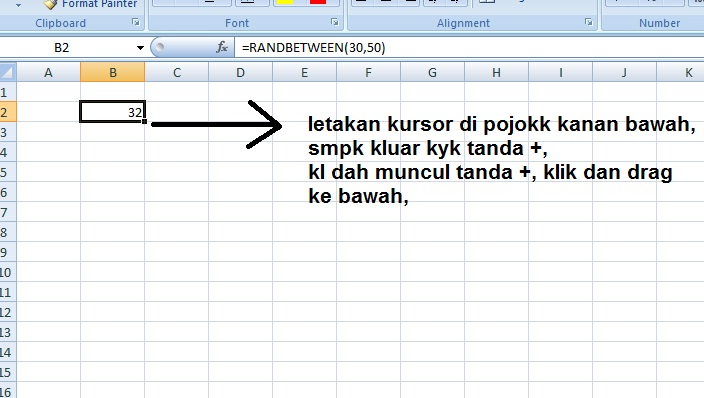 Format Painter
Clipboard Font Alignment Number
B2 fx =RANDBETWEEN(30,50)
A B C D E F G H I J K
1
2 32
3
4
5
6
7
8
9
10
11
12
13
14
15
16
letakan kursor di pojokk kanan bawah,
smpk kluar kyk tanda +,
kl dah muncul tanda +, klik dan drag
ke bawah,